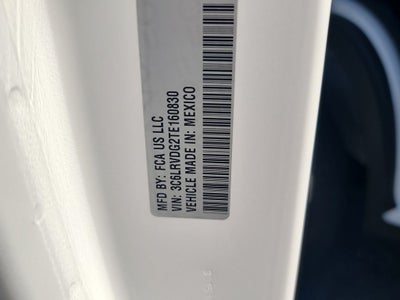 MFD BY: FCA US LLC
VIN: 3C6LRVDG2TE160830
VEHICLE MADE IN: MEXICO